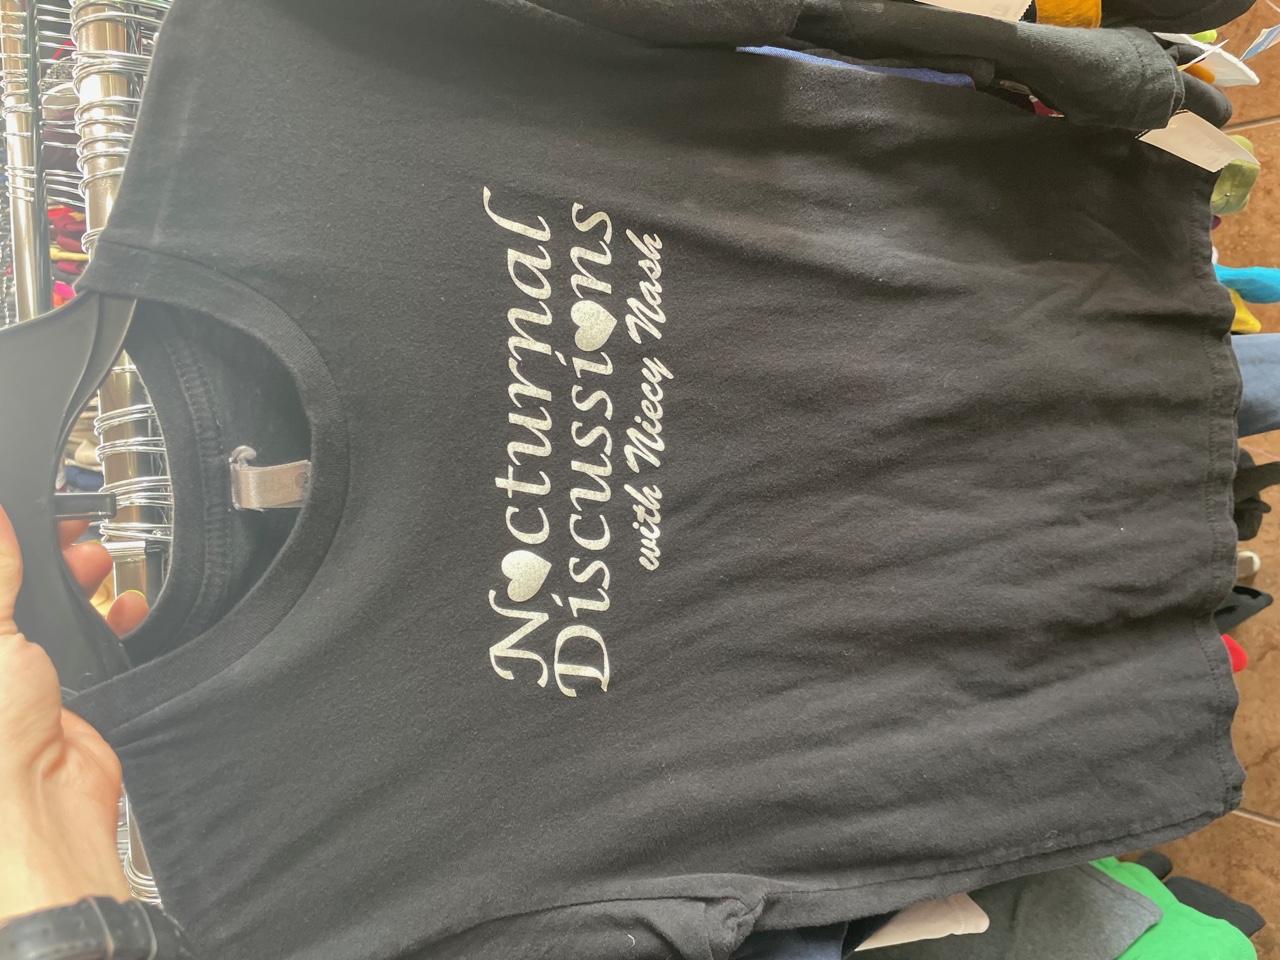 Nocturnal
Discussions
with Niecy Nash